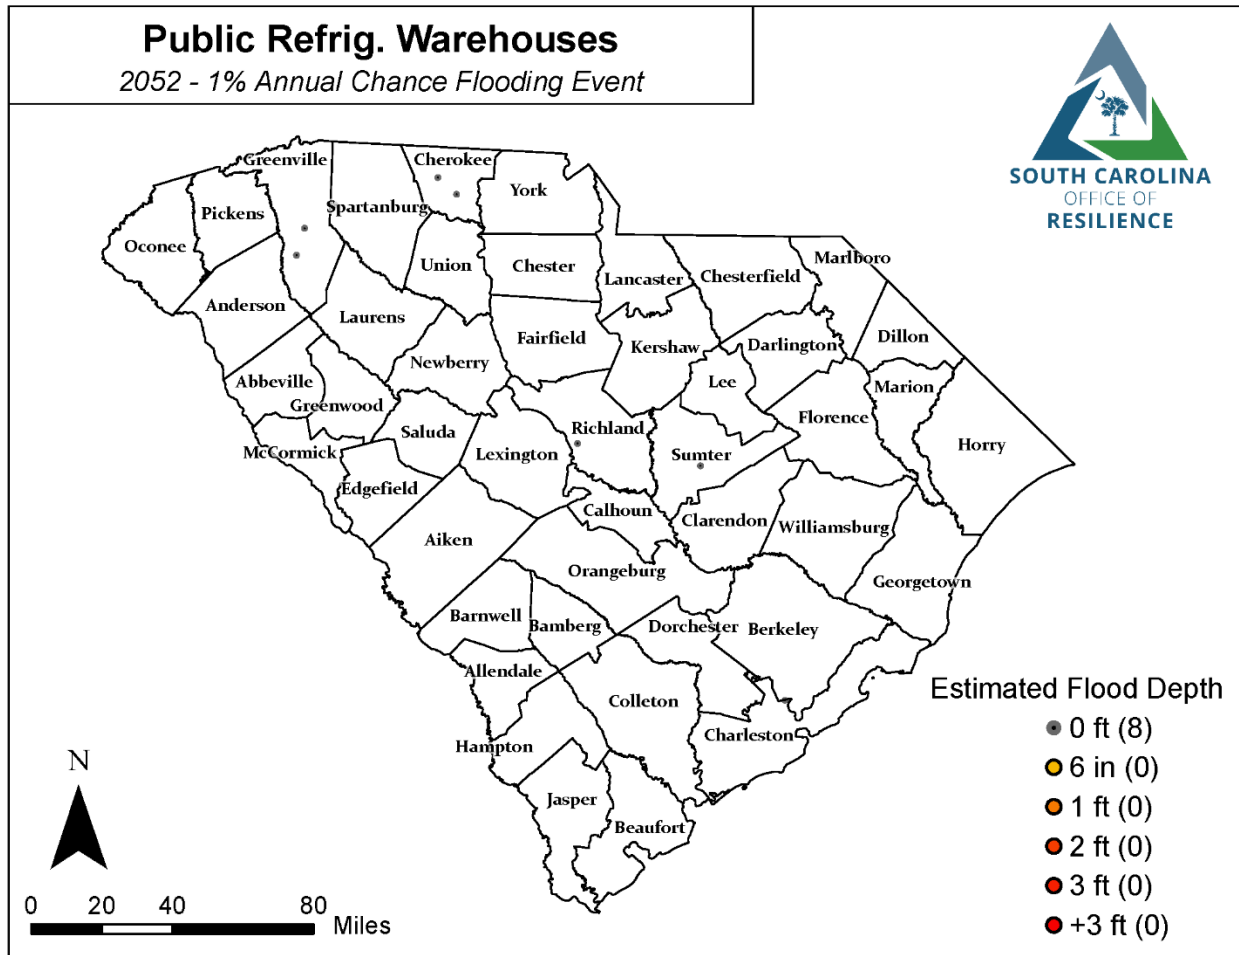 Public Refrig. Warehouses
2052 - 1% Annual Chance Flooding Event
SOUTH CAROLINA
OFFICE OF
RESILIENCE
Greenville
Cherokee
York
Pickens
Spartanburg
Oconee
Union
Chester
Lancaster
Chesterfield
Marlboro
Anderson
Laurens
Fairfield
Kershaw
Darlington
Dillon
Newberry
Abbeville
Lee
Marion
Greenwood
Saluda
Richland
Florence
Horry
McCormick
Lexington
Sumter
Edgefield
Calhoun
Clarendon
Williamsburg
Aiken
Orangeburg
Georgetown
Barnwell
Bamberg
Dorchester
Berkeley
Allendale
Colleton
Charleston
Hampton
Jasper
Beaufort
Estimated Flood Depth
0 ft (8)
6 in (0)
1 ft (0)
2 ft (0)
3 ft (0)
+3 ft (0)
N
0 20 40 80 Miles